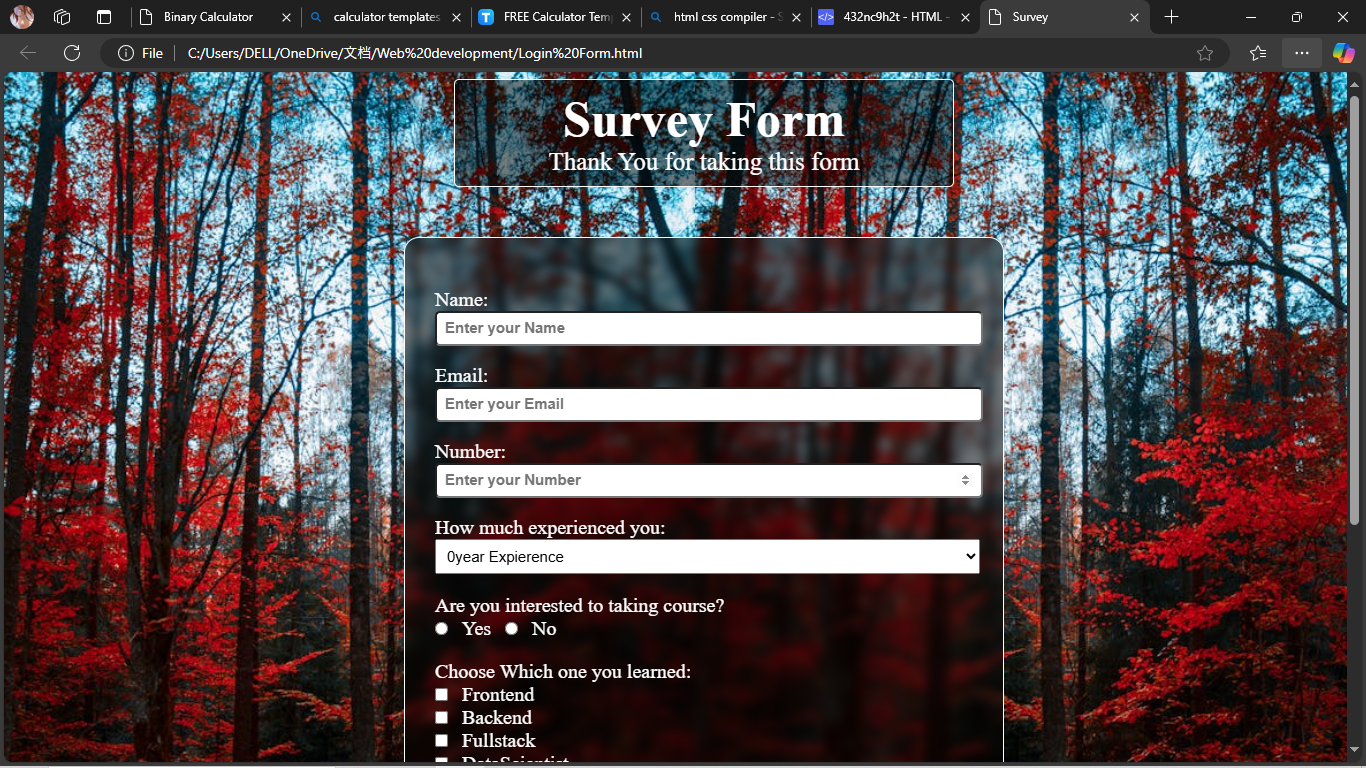 Binary Calculator
calculator templates
FREE Calculator Tem
html css compiler - S
432nc9h2t - HTML -
Survey
File
C:/Users/DELL/OneDrive/文档/Web%20development/Login%20Form.html
Survey Form
Thank You for taking this form
Name:
Enter your Name
Email:
Enter your Email
Number:
Enter your Number
How much experienced you:
0year Expierence
Are you interested to taking course?
Yes No
Choose Which one you learned:
Frontend
Backend
Fullstack
DataScientist